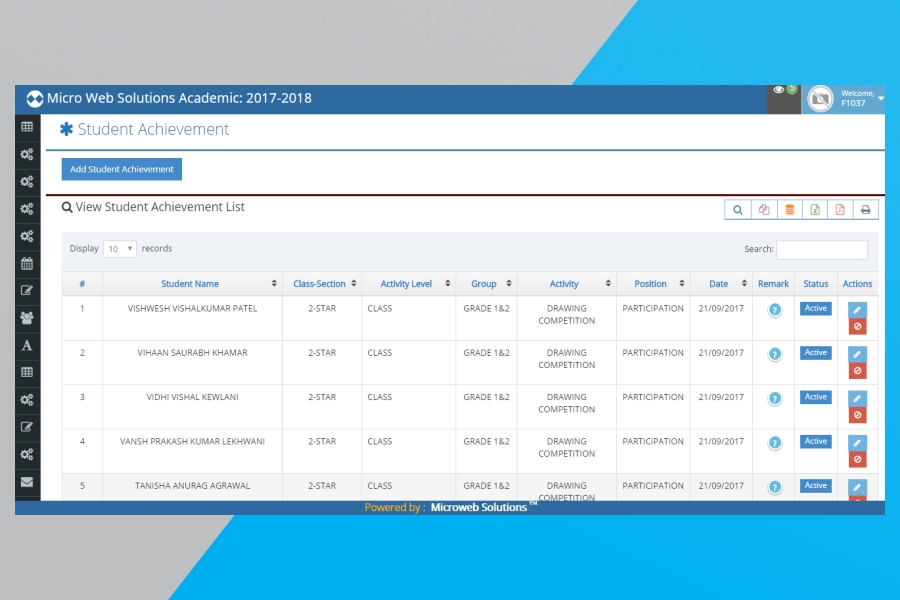 Micro Web Solutions Academic: 2017-2018
5
Welcome,
F1037
Student Achievement
Add Student Achievement
View Student Achievement List
Display 10 records
Search:
# Student Name Class-Section Activity Level Group Activity Position Date Remark Status Actions
1 VISHWESH VISHALKUMAR PATEL 2-STAR CLASS GRADE 1&2 DRAWING COMPETITION PARTICIPATION 21/09/2017 ? Active
2 VIHAAN SAURABH KHAMAR 2-STAR CLASS GRADE 1&2 DRAWING COMPETITION PARTICIPATION 21/09/2017 ? Active
3 VIDHI VISHAL KEWLANI 2-STAR CLASS GRADE 1&2 DRAWING COMPETITION PARTICIPATION 21/09/2017 ? Active
4 VANSH PRAKASH KUMAR LEKHWANI 2-STAR CLASS GRADE 1&2 DRAWING COMPETITION PARTICIPATION 21/09/2017 ? Active
5 TANISHA ANURAG AGRAWAL 2-STAR CLASS GRADE 1&2 DRAWING COMPETITION PARTICIPATION 21/09/2017 ? Active
Powered by : Microweb Solutions ™